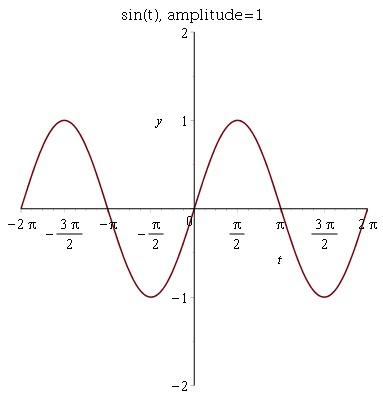 sin(t), amplitude=1
2
y
1
0
−2 π
−3 π/2
−π
−π/2
π/2
π
3 π/2
2 π
t
−1
−2